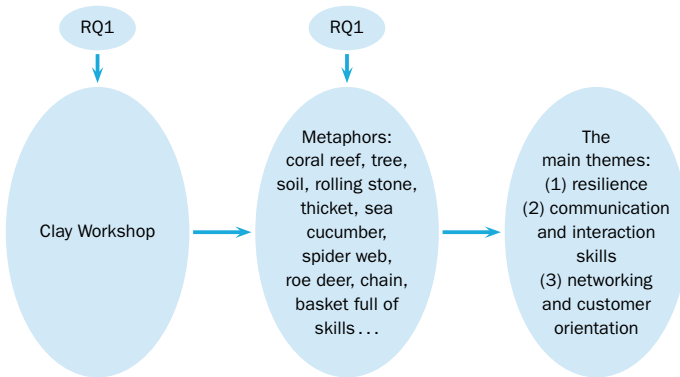 RQ1
RQ1
Clay Workshop
Metaphors:
coral reef, tree,
soil, rolling stone,
thicket, sea
cucumber,
spider web,
roe deer, chain,
basket full of
skills...
The
main themes:
(1) resilience
(2) communication
and interaction
skills
(3) networking
and customer
orientation